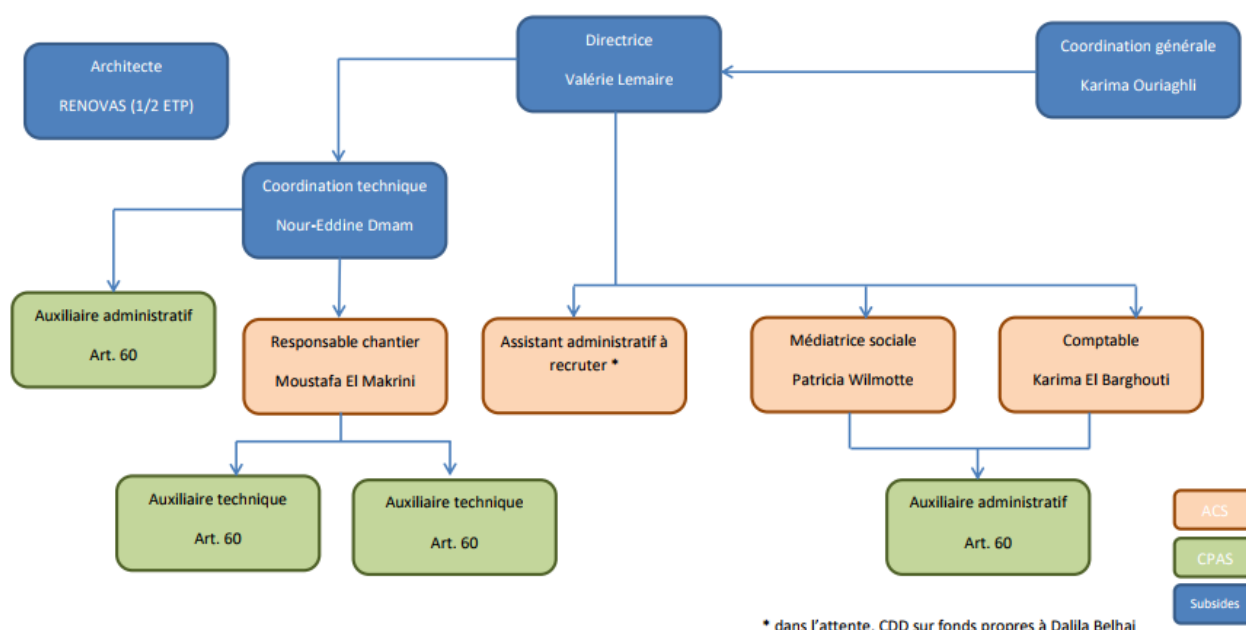 Directrice
Valérie Lemaire
Coordination générale
Karima Ouriaghli
Architecte
RENOVAS (1/2 ETP)
Coordination technique
Nour-Eddine Dmam
Auxiliaire administratif
Art. 60
Responsable chantier
Moustafa El Makrini
Assistant administratif à
recruter *
Médiatrice sociale
Patricia Wilmotte
Comptable
Karima El Barghouti
Auxiliaire technique
Art. 60
Auxiliaire technique
Art. 60
Auxiliaire administratif
Art. 60
ACS
CPAS
Subsides
* dans l'attente, CDD sur fonds propres à Dalila Belhaj